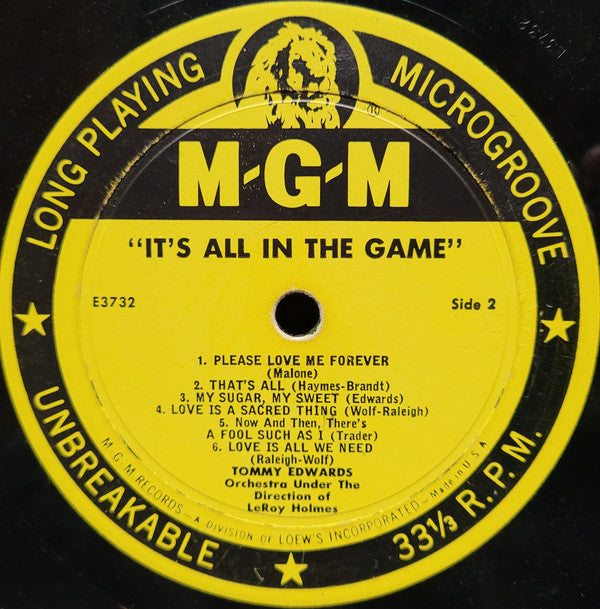 LONG PLAYING
MICROGROOVE
M-G-M
"IT'S ALL IN THE GAME"
E3732
Side 2
1. PLEASE LOVE ME FOREVER
(Malone)
2. THAT'S ALL (Haymes-Brandt)
3. MY SUGAR, MY SWEET (Edwards)
4. LOVE IS A SACRED THING (Wolf-Raleigh)
5. Now And Then, There's
A FOOL SUCH AS I (Trader)
6. LOVE IS ALL WE NEED
(Raleigh-Wolf)
TOMMY EDWARDS
Orchestra Under The
Direction of
LeRoy Holmes
M G M RECORDS - A DIVISION OF LOEW'S INCORPORATED - Made in U.S.A
UNBREAKABLE
33⅓ R.P.M.